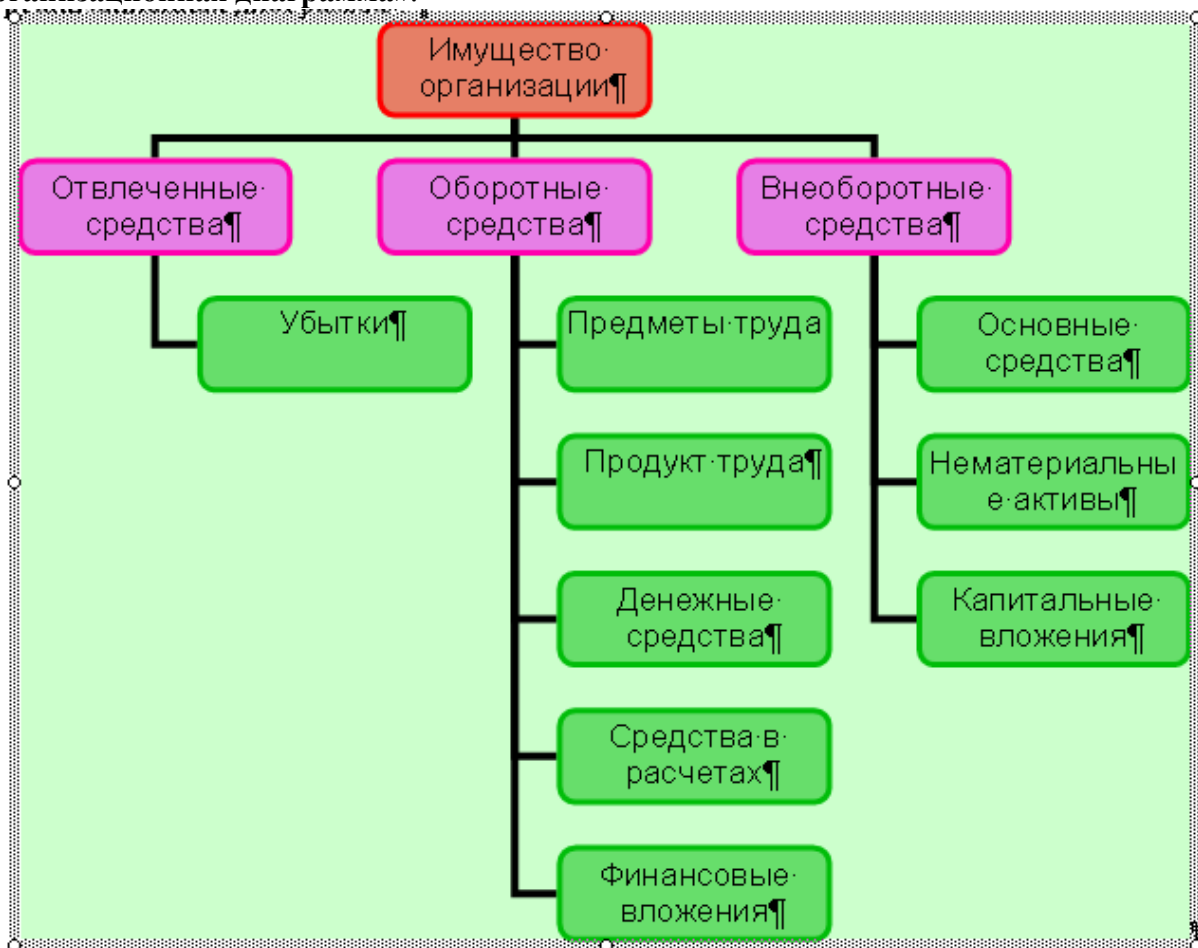 Имущество
организации¶
Отвлеченные
средства¶
Оборотные
средства¶
Внеоборотные
средства¶
Убытки¶
Предметы труда
Основные
средства¶
Продукт труда¶
Нематериальны
е активы¶
Денежные
средства¶
Капитальные
вложения¶
Средства в
расчетах¶
Финансовые
вложения¶